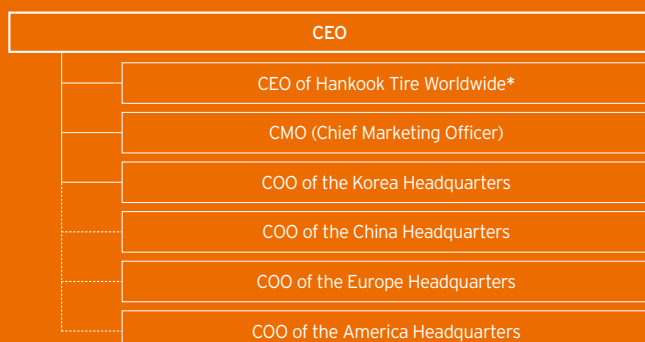 CEO
CEO of Hankook Tire Worldwide*
CMO (Chief Marketing Officer)
COO of the Korea Headquarters
COO of the China Headquarters
COO of the Europe Headquarters
COO of the America Headquarters